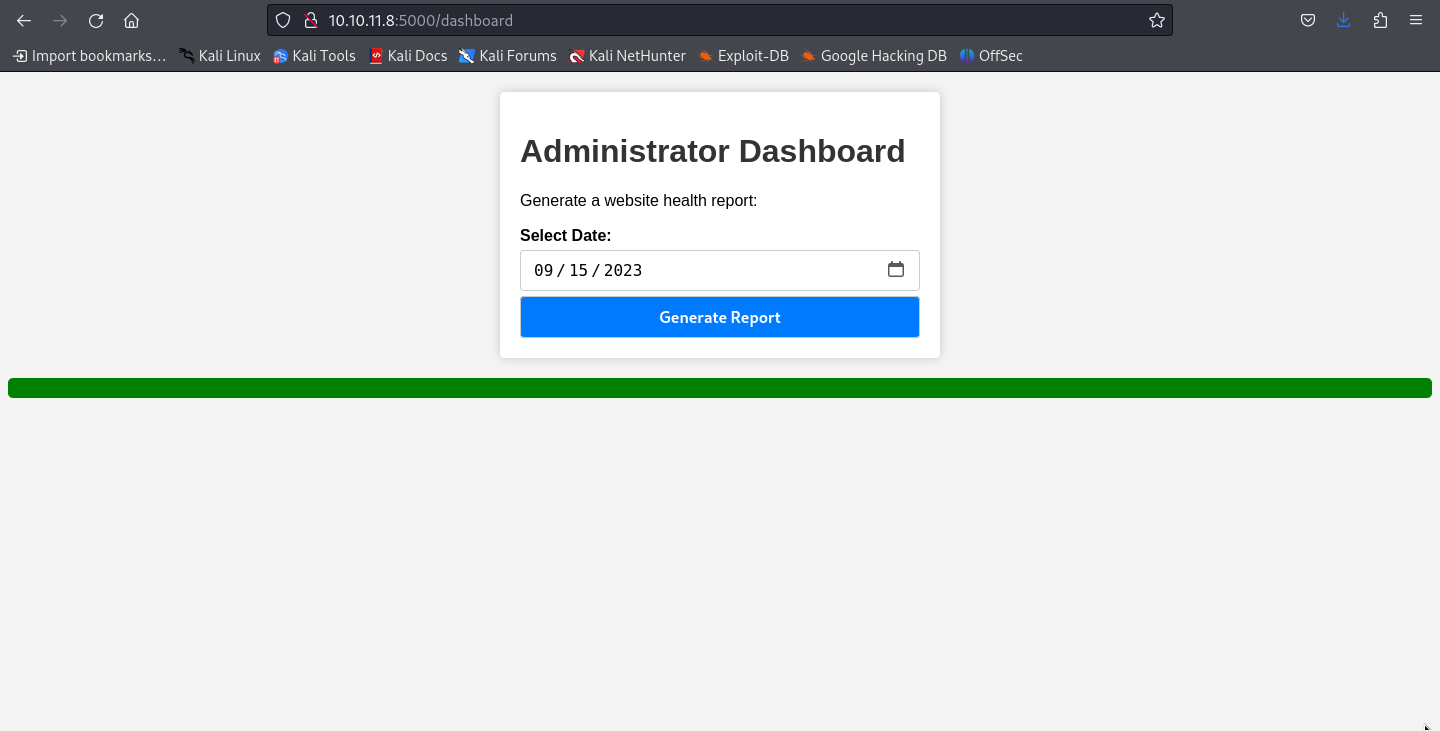 10.10.11.8:5000/dashboard
Import bookmarks... Kali Linux Kali Tools Kali Docs Kali Forums Kali NetHunter Exploit-DB Google Hacking DB OffSec
Administrator Dashboard
Generate a website health report:
Select Date:
09/15/2023
Generate Report